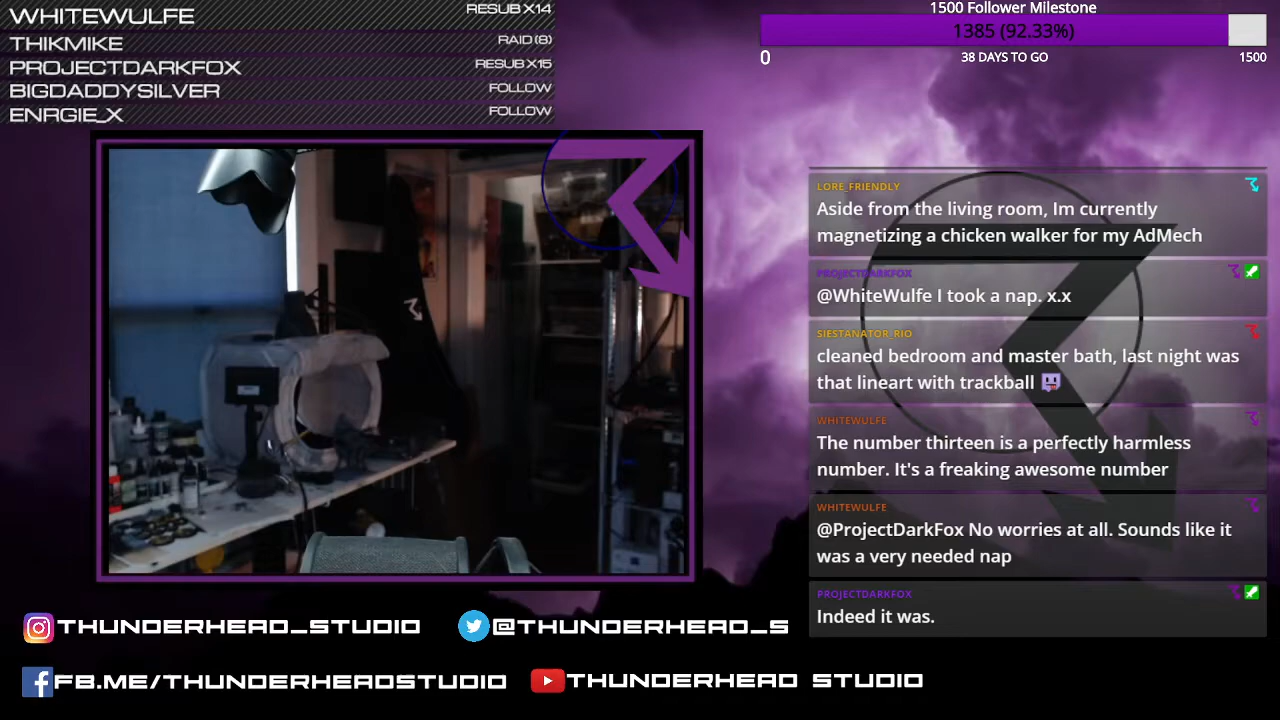 WHITEWULFE RESUB X14
THIKMIKE RAID (8)
PROJECTDARKFOX RESUB X15
BIGDADDYSILVER FOLLOW
ENRGIE_X FOLLOW
1500 Follower Milestone
1385 (92.33%)
0 38 DAYS TO GO 1500
LORE_FRIENDLY
Aside from the living room, Im currently
magnetizing a chicken walker for my AdMech
PROJECTDARKFOX
@WhiteWulfe I took a nap. x.x
SIESTANATOR_RIO
cleaned bedroom and master bath, last night was
that lineart with trackball
WHITEWULFE
The number thirteen is a perfectly harmless
number. It's a freaking awesome number
WHITEWULFE
@ProjectDarkFox No worries at all. Sounds like it
was a very needed nap
PROJECTDARKFOX
Indeed it was.
THUNDERHEAD_STUDIO @THUNDERHEAD_S
FB.ME/THUNDERHEADSTUDIO THUNDERHEAD STUDIO